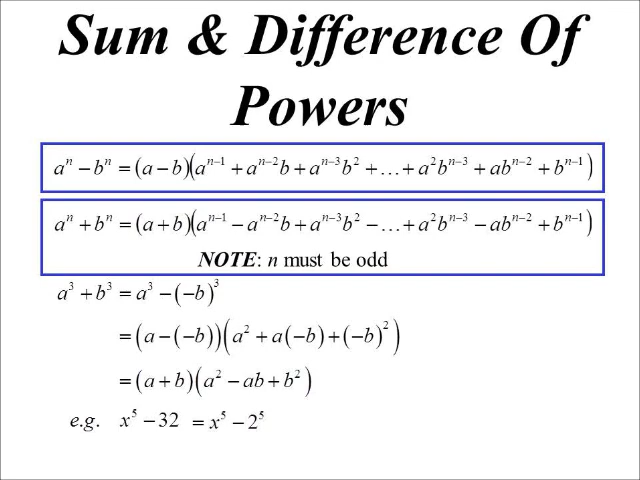 Sum & Difference Of
Powers
aⁿ − bⁿ = (a − b)(aⁿ⁻¹ + aⁿ⁻²b + aⁿ⁻³b² + … + a²bⁿ⁻³ + abⁿ⁻² + bⁿ⁻¹)
aⁿ + bⁿ = (a + b)(aⁿ⁻¹ − aⁿ⁻²b + aⁿ⁻³b² − … + a²bⁿ⁻³ − abⁿ⁻² + bⁿ⁻¹)
NOTE: n must be odd
a³ + b³ = a³ − (−b)³
= (a − (−b))(a² + a(−b) + (−b)²)
= (a + b)(a² − ab + b²)
e.g. x⁵ − 32 = x⁵ − 2⁵